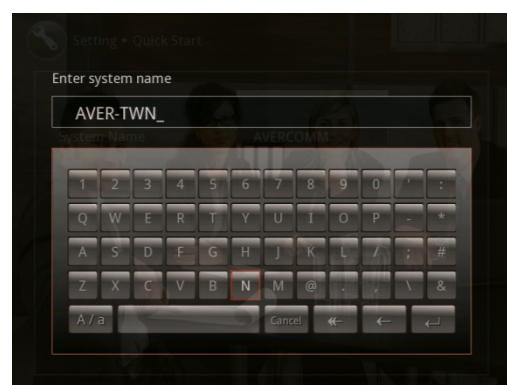 Setting • Quick Start
Enter system name
AVER-TWN_
System Name AVERCOMM
1 2 3 4 5 6 7 8 9 0 ' :
Q W E R T Y U I O P - *
A S D F G H J K L / ; #
Z X C V B N M @ . , \ &
A / a Cancel